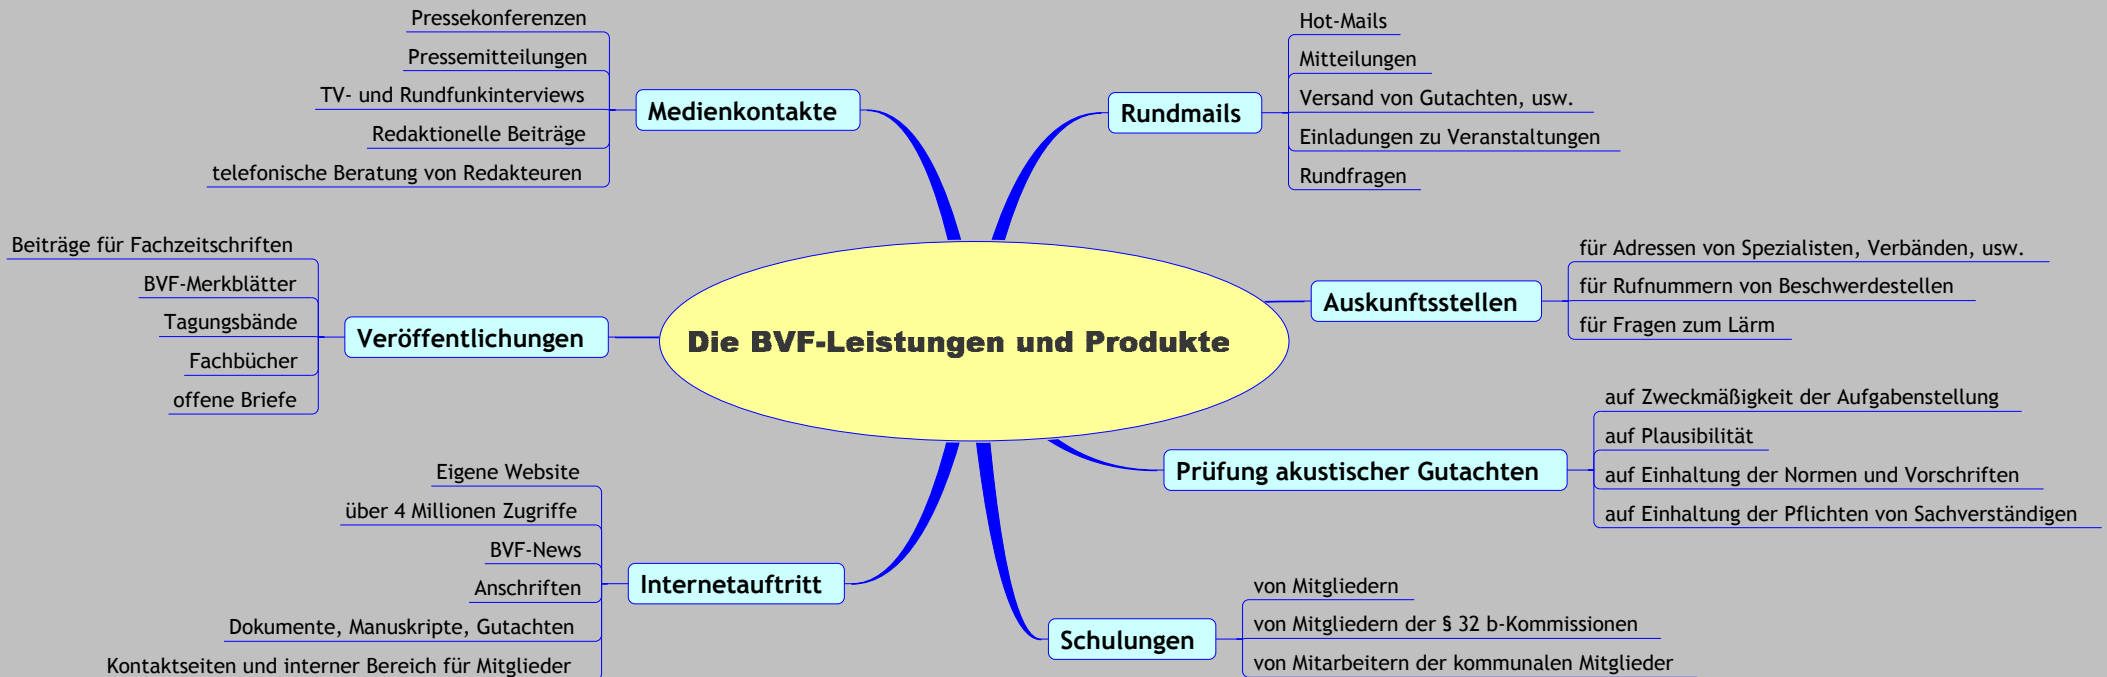 Die BVF-Leistungen und Produkte
Medienkontakte
Pressekonferenzen
Pressemitteilungen
TV- und Rundfunkinterviews
Redaktionelle Beiträge
telefonische Beratung von Redakteuren
Veröffentlichungen
Beiträge für Fachzeitschriften
BVF-Merkblätter
Tagungsbände
Fachbücher
offene Briefe
Internetauftritt
Eigene Website
über 4 Millionen Zugriffe
BVF-News
Anschriften
Dokumente, Manuskripte, Gutachten
Kontaktseiten und interner Bereich für Mitglieder
Rundmails
Hot-Mails
Mitteilungen
Versand von Gutachten, usw.
Einladungen zu Veranstaltungen
Rundfragen
Auskunftsstellen
für Adressen von Spezialisten, Verbänden, usw.
für Rufnummern von Beschwerdestellen
für Fragen zum Lärm
Prüfung akustischer Gutachten
auf Zweckmäßigkeit der Aufgabenstellung
auf Plausibilität
auf Einhaltung der Normen und Vorschriften
auf Einhaltung der Pflichten von Sachverständigen
Schulungen
von Mitgliedern
von Mitgliedern der § 32 b-Kommissionen
von Mitarbeitern der kommunalen Mitglieder